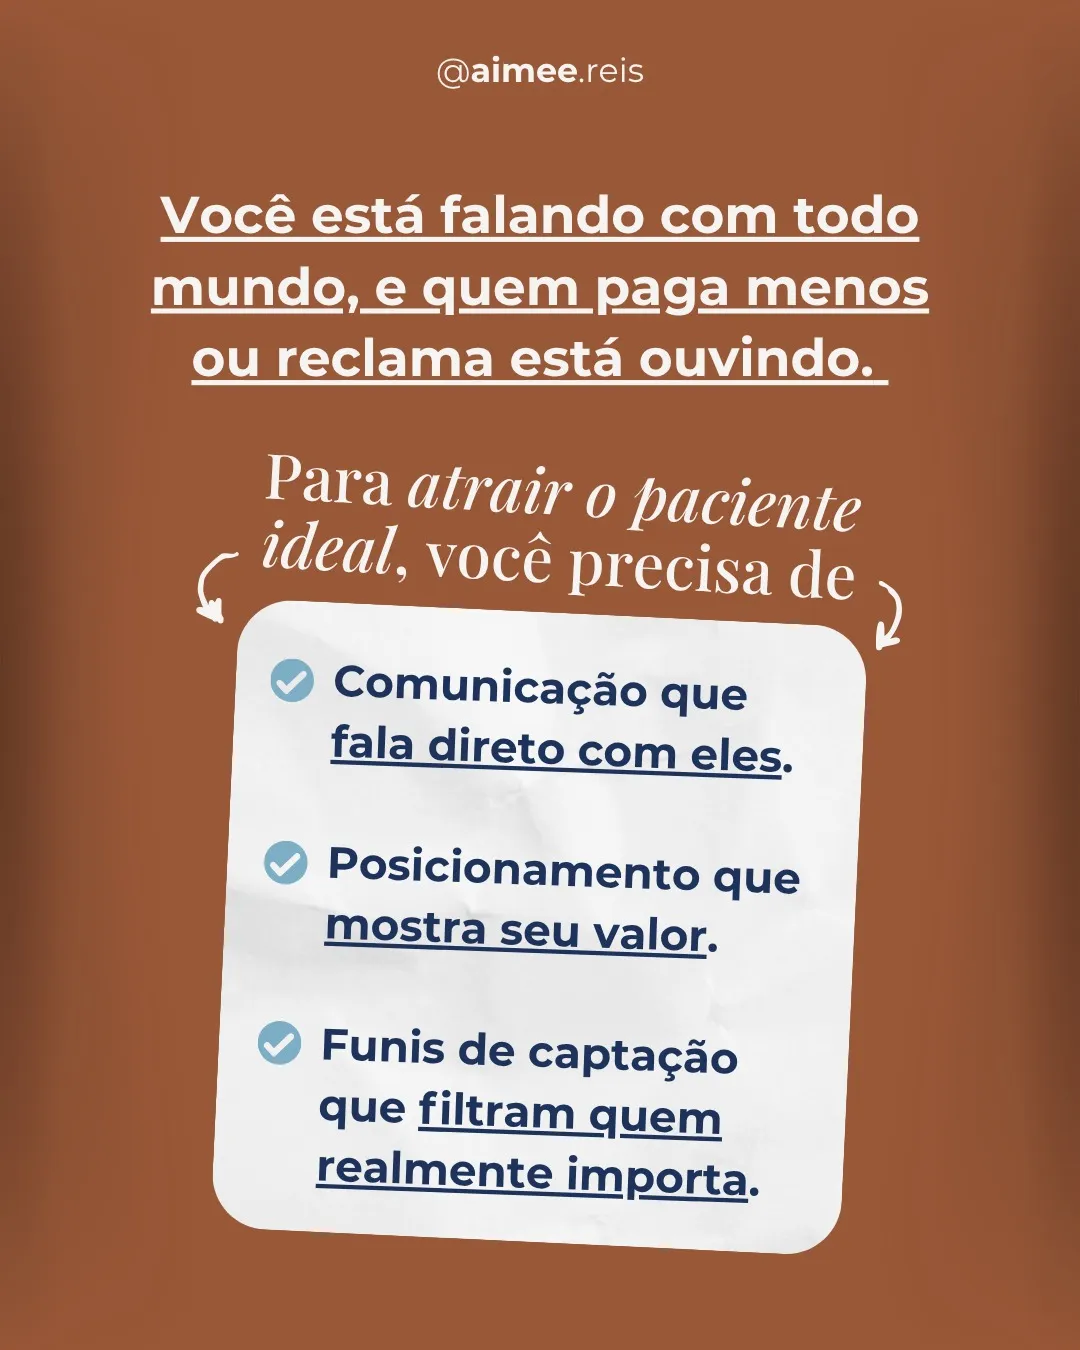 @aimee.reis
Você está falando com todo
mundo, e quem paga menos
ou reclama está ouvindo.
Para atrair o paciente
ideal, você precisa de
Comunicação que
fala direto com eles.
Posicionamento que
mostra seu valor.
Funis de captação
que filtram quem
realmente importa.